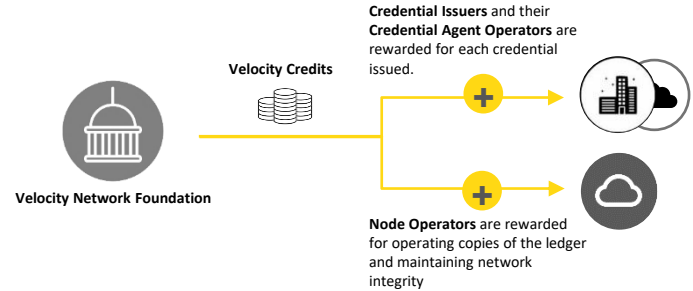 Credential Issuers and their
Credential Agent Operators are
rewarded for each credential
issued.
Velocity Credits
Velocity Network Foundation
Node Operators are rewarded
for operating copies of the ledger
and maintaining network
integrity